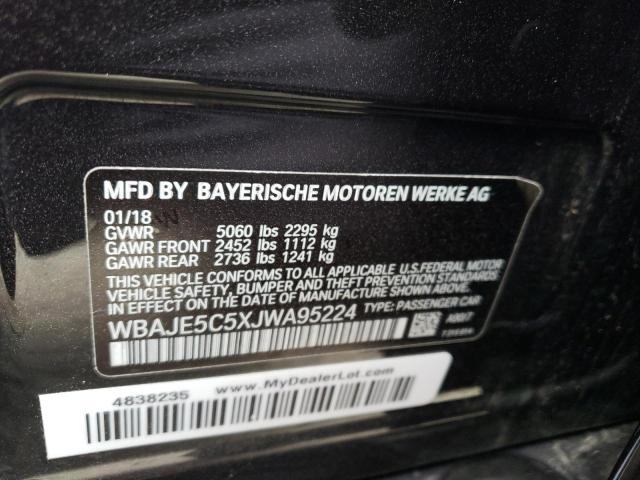 MFD BY BAYERISCHE MOTOREN WERKE AG
01/18
GVWR 5060 lbs 2295 kg
GAWR FRONT 2452 lbs 1112 kg
GAWR REAR 2736 lbs 1241 kg
THIS VEHICLE CONFORMS TO ALL APPLICABLE U.S.FEDERAL MOTOR
VEHICLE SAFETY, BUMPER AND THEFT PREVENTION STANDARDS
IN EFFECT ON THE DATE OF MANUFACTURE SHOWN ABOVE.
WBAJE5C5XJWA95224 TYPE: PASSENGER CAR
4838235 www.MyDealerLot.com